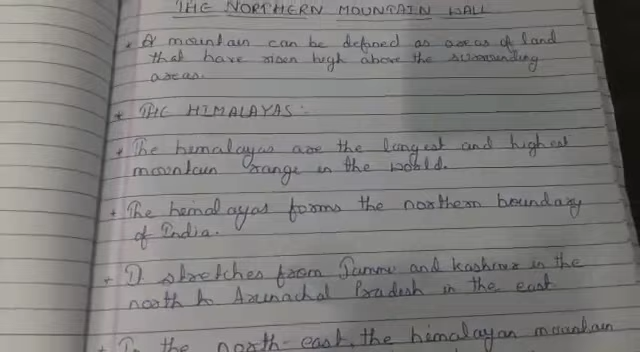 THE NORTHERN MOUNTAIN WALL
A mountain can be defined as areas of land
that have risen high above the surrounding
areas.
THE HIMALAYAS:
The himalayas are the longest and highest
mountain range in the world.
The himalayas forms the northern boundary
of India.
It stretches from Jammu and Kashmir in the
north to Arunachal Pradesh in the east
In the north-east, the himalayan mountain